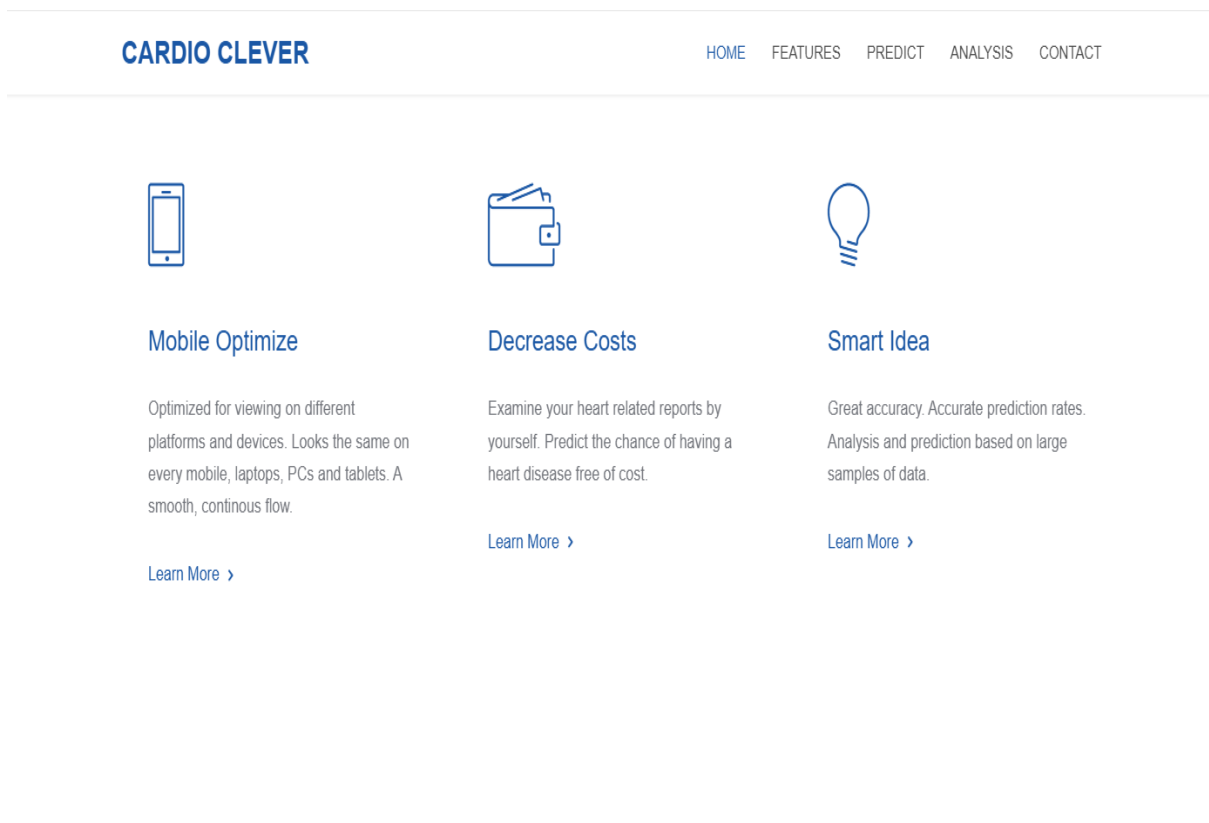 CARDIO CLEVER
HOME FEATURES PREDICT ANALYSIS CONTACT
Mobile Optimize
Optimized for viewing on different
platforms and devices. Looks the same on
every mobile, laptops, PCs and tablets. A
smooth, continous flow.
Learn More ›
Decrease Costs
Examine your heart related reports by
yourself. Predict the chance of having a
heart disease free of cost.
Learn More ›
Smart Idea
Great accuracy. Accurate prediction rates.
Analysis and prediction based on large
samples of data.
Learn More ›